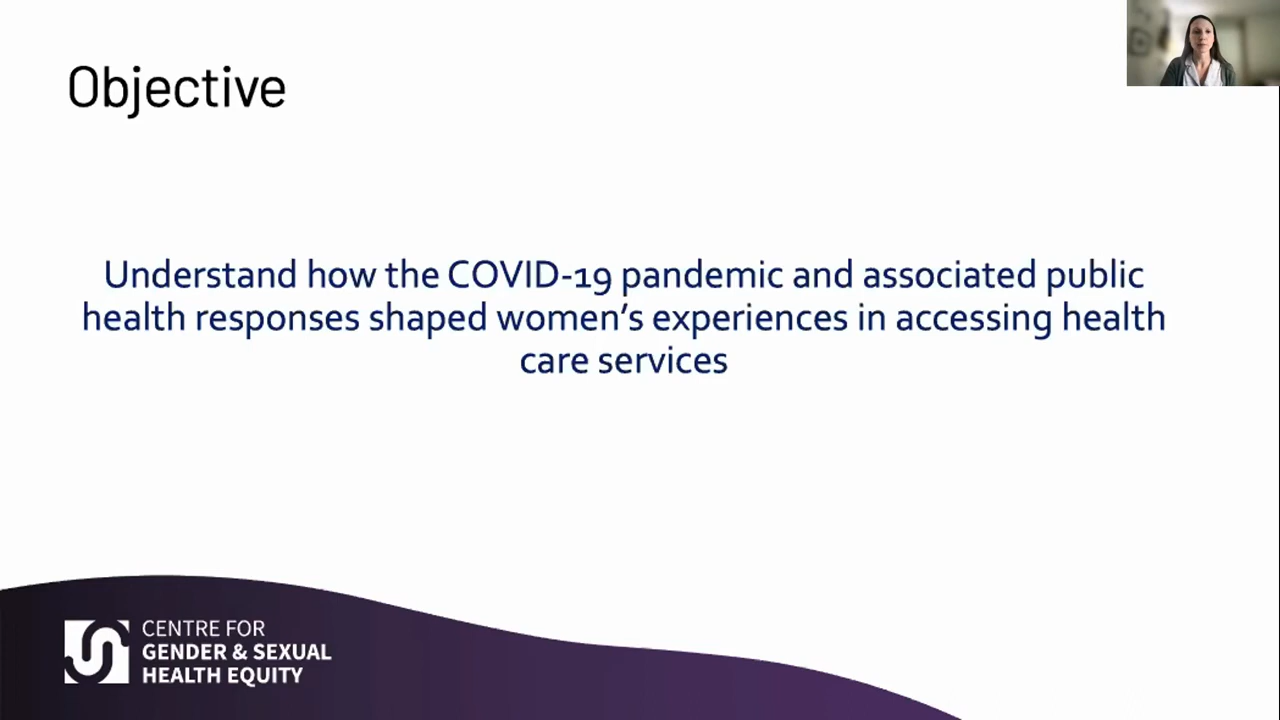 Objective
Understand how the COVID-19 pandemic and associated public
health responses shaped women’s experiences in accessing health
care services
CENTRE FOR
GENDER & SEXUAL
HEALTH EQUITY